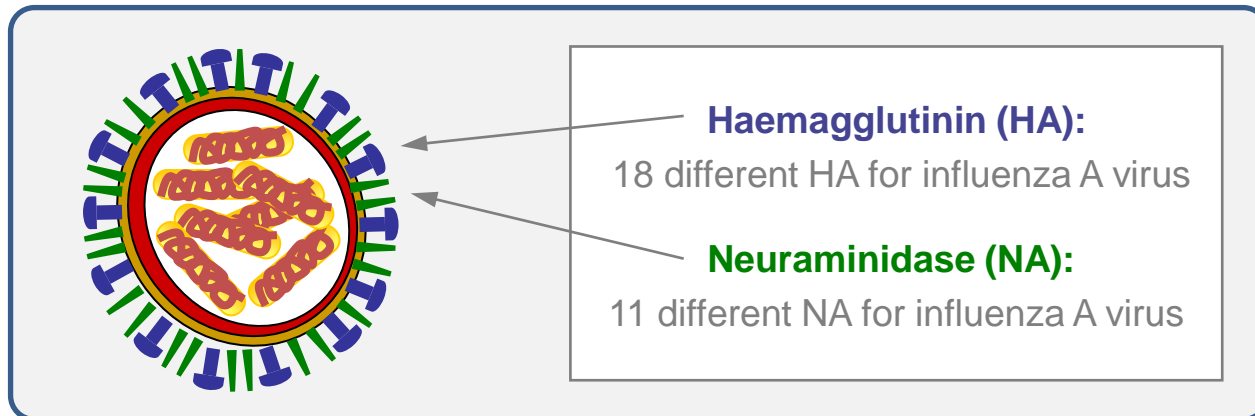 Haemagglutinin (HA):
18 different HA for influenza A virus
Neuraminidase (NA):
11 different NA for influenza A virus